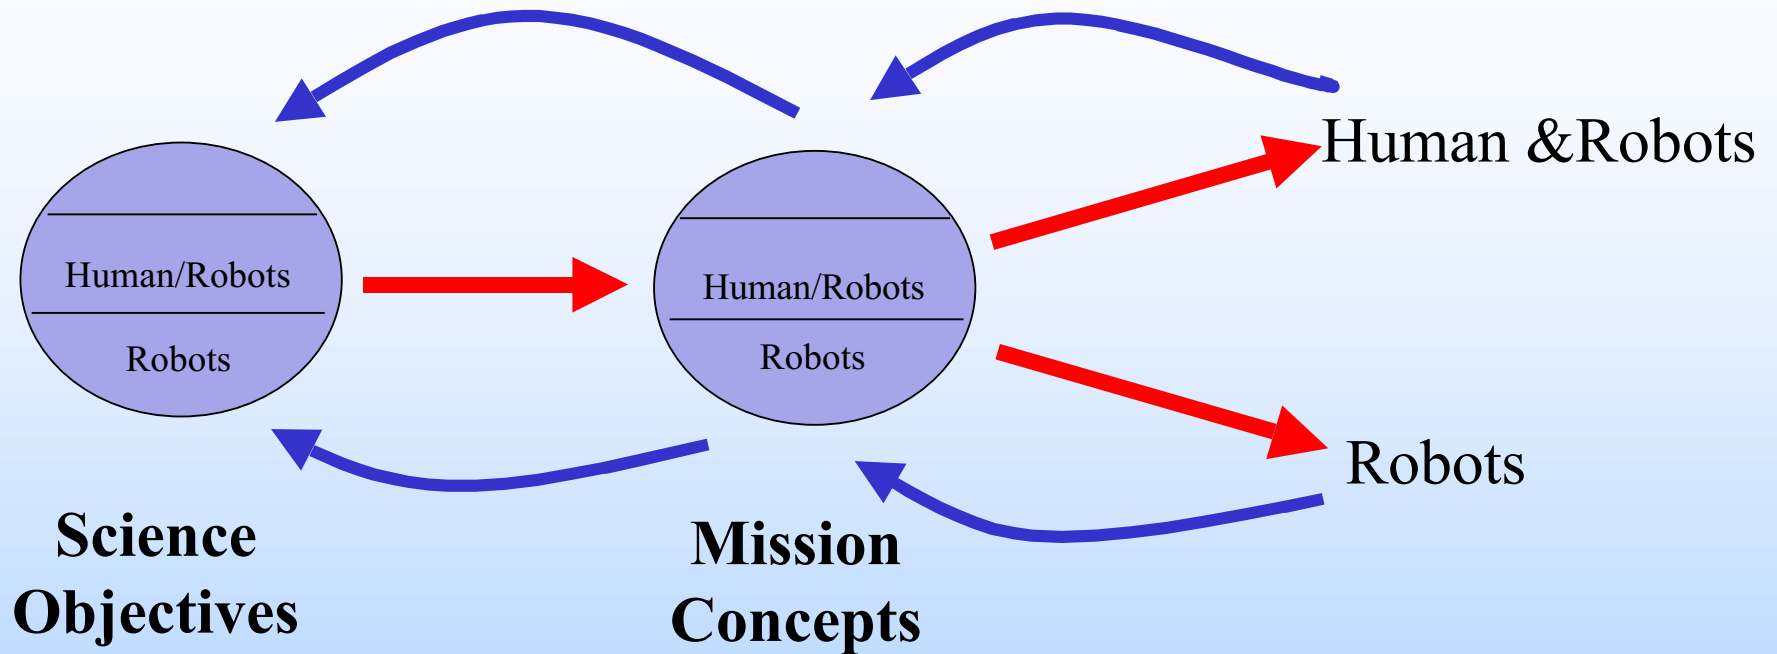 Human &Robots
Human/Robots
Robots
Human/Robots
Robots
Robots
Science
Objectives
Mission
Concepts